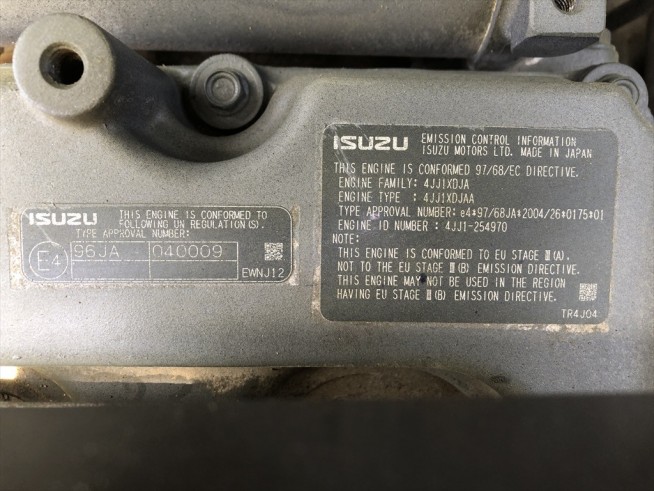 ISUZU THIS ENGINE IS CONFORMED TO
FOLLOWING UN REGULATION(S).
TYPE APPROVAL NUMBER:
E4 96JA 040009
EWNJ12
ISUZU EMISSION CONTROL INFORMATION
ISUZU MOTORS LTD. MADE IN JAPAN
THIS ENGINE IS CONFORMED 97/68/EC DIRECTIVE.
ENGINE FAMILY: 4JJ1XDJA
ENGINE TYPE : 4JJ1XDJAA
TYPE APPROVAL NUMBER: e4*97/68JA*2004/26*0175*01
ENGINE ID NUMBER : 4JJ1-254970
NOTE:
THIS ENGINE IS CONFORMED TO EU STAGE Ⅲ(A).
NOT TO THE EU STAGE Ⅲ(B) EMISSION DIRECTIVE.
THIS ENGINE MAY NOT BE USED IN THE REGION
HAVING EU STAGE Ⅲ(B) EMISSION DIRECTIVE.
TR4J04